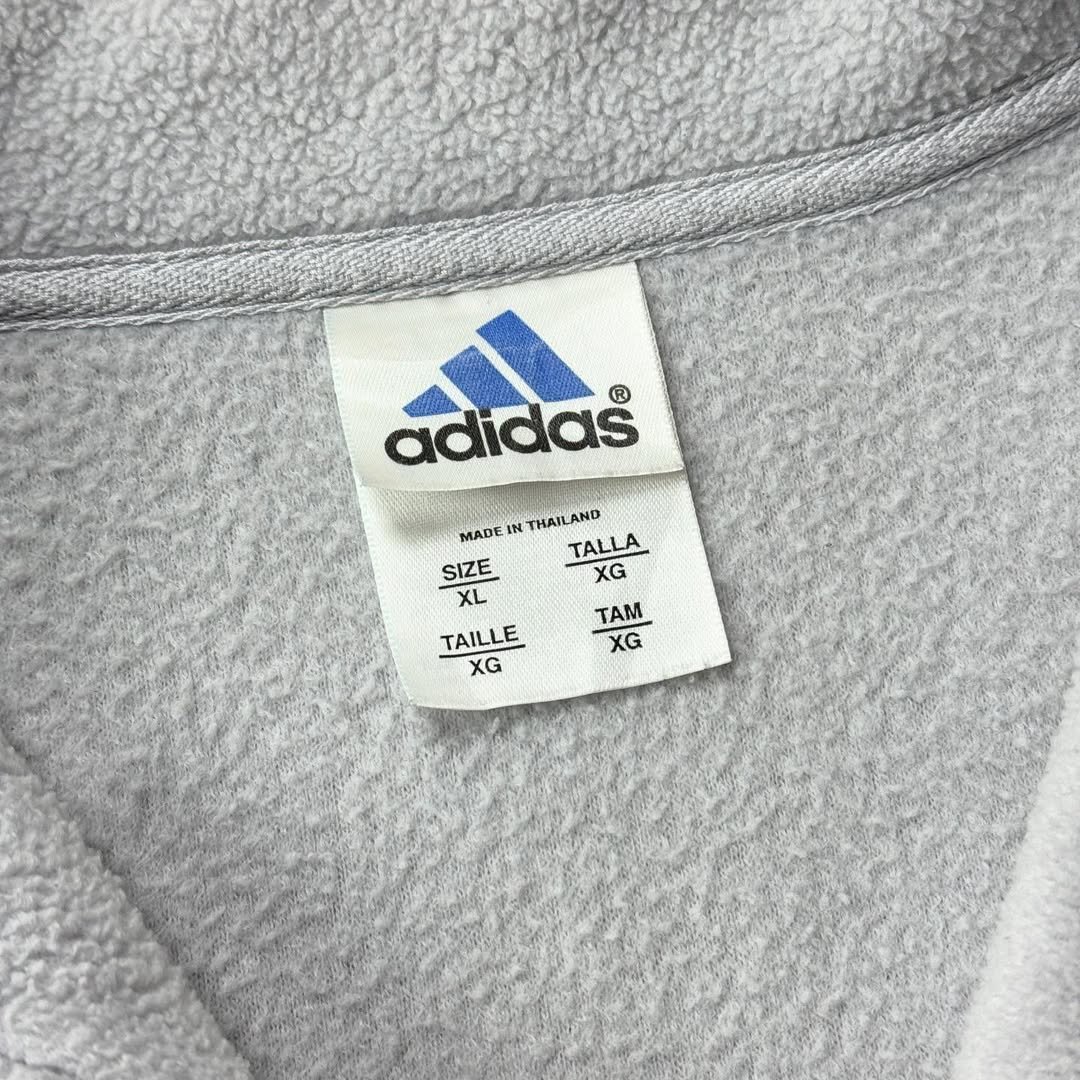 adidas®
MADE IN THAILAND
SIZE
XL
TALLA
XG
TAILLE
XG
TAM
XG